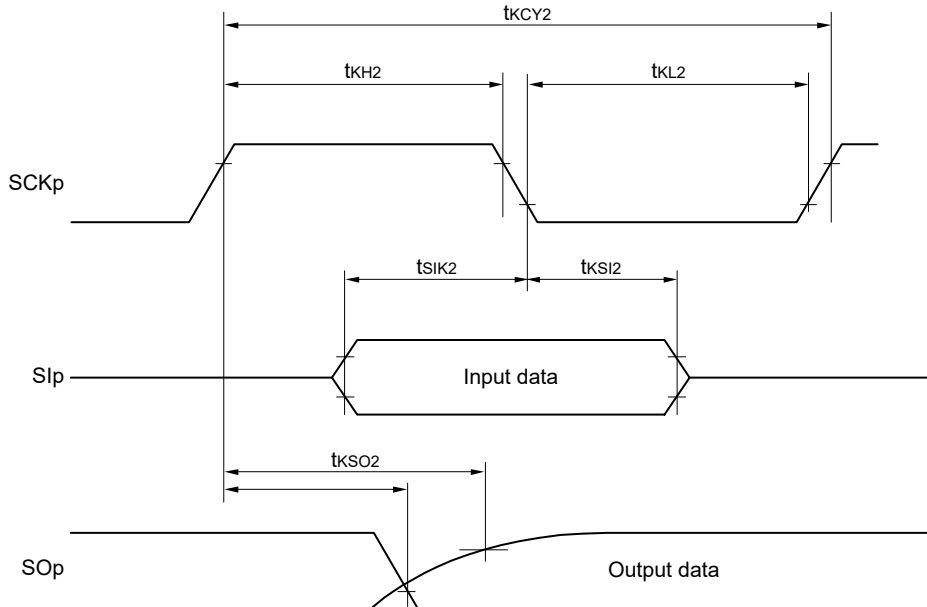 tKCY2
tKH2
tKL2
SCKp
tSIK2
tKSI2
SIp
Input data
tKSO2
SOp
Output data